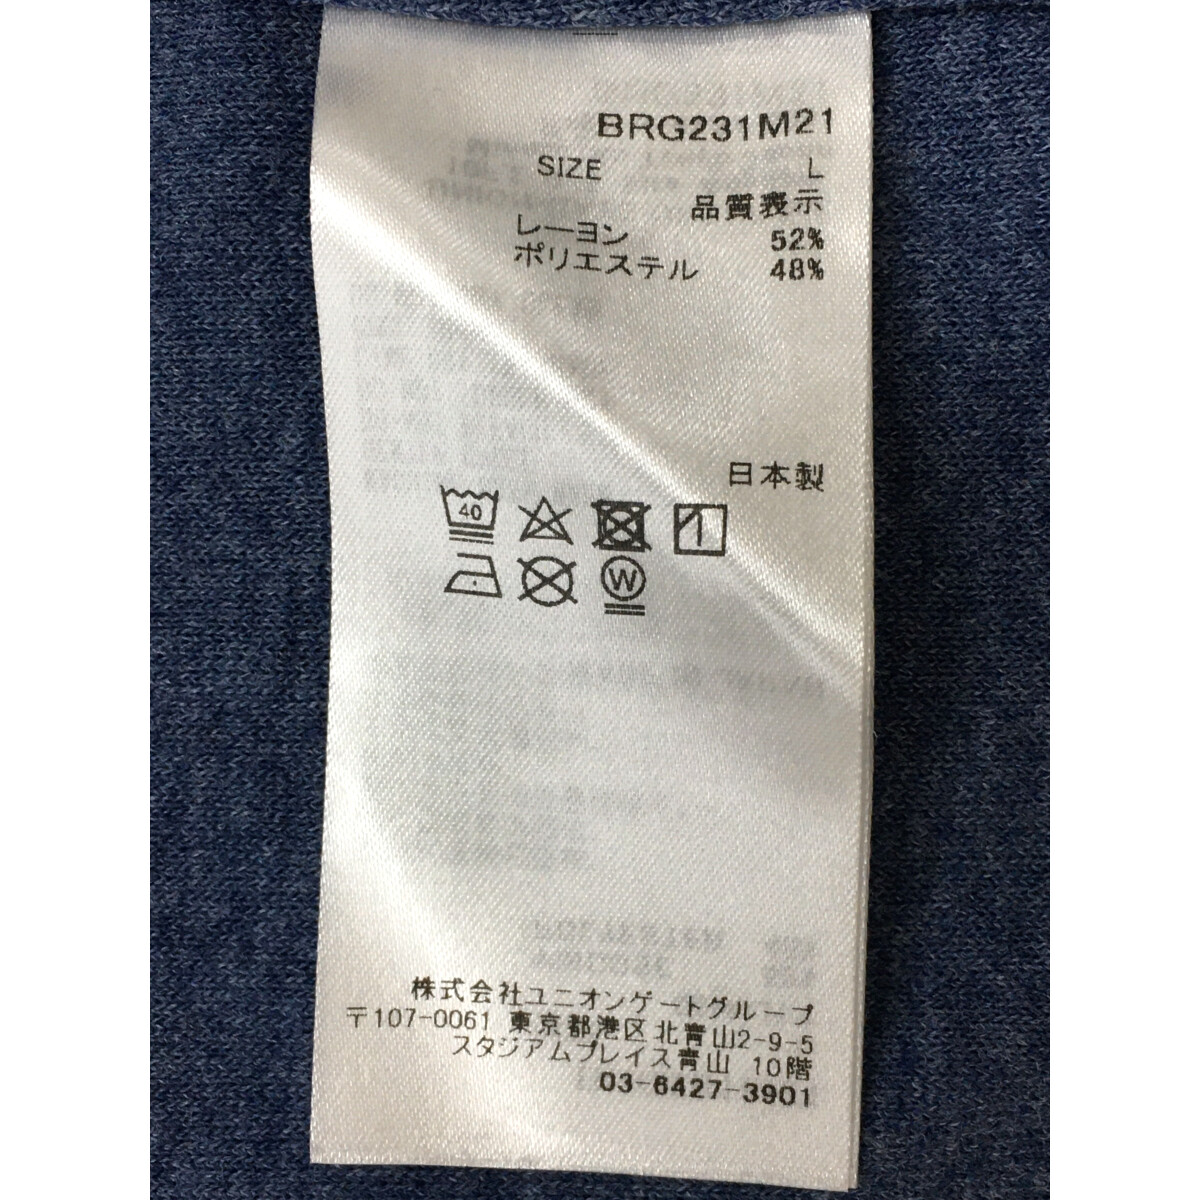 BRG231M21
SIZE L
品質表示
レーヨン 52%
ポリエステル 48%
日本製
40
W
株式会社ユニオンゲートグループ
〒107-0061 東京都港区北青山2-9-5
スタジアムプレイス青山 10階
03-6427-3901